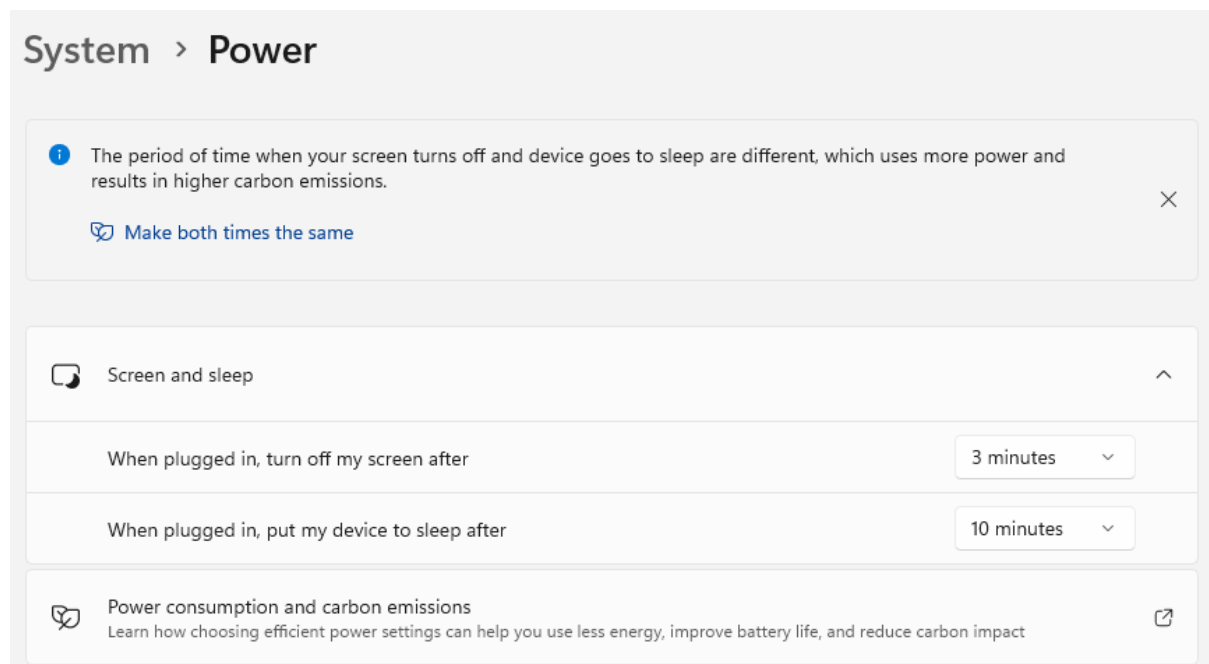 System > Power
The period of time when your screen turns off and device goes to sleep are different, which uses more power and
results in higher carbon emissions.
Make both times the same
Screen and sleep
When plugged in, turn off my screen after 3 minutes
When plugged in, put my device to sleep after 10 minutes
Power consumption and carbon emissions
Learn how choosing efficient power settings can help you use less energy, improve battery life, and reduce carbon impact